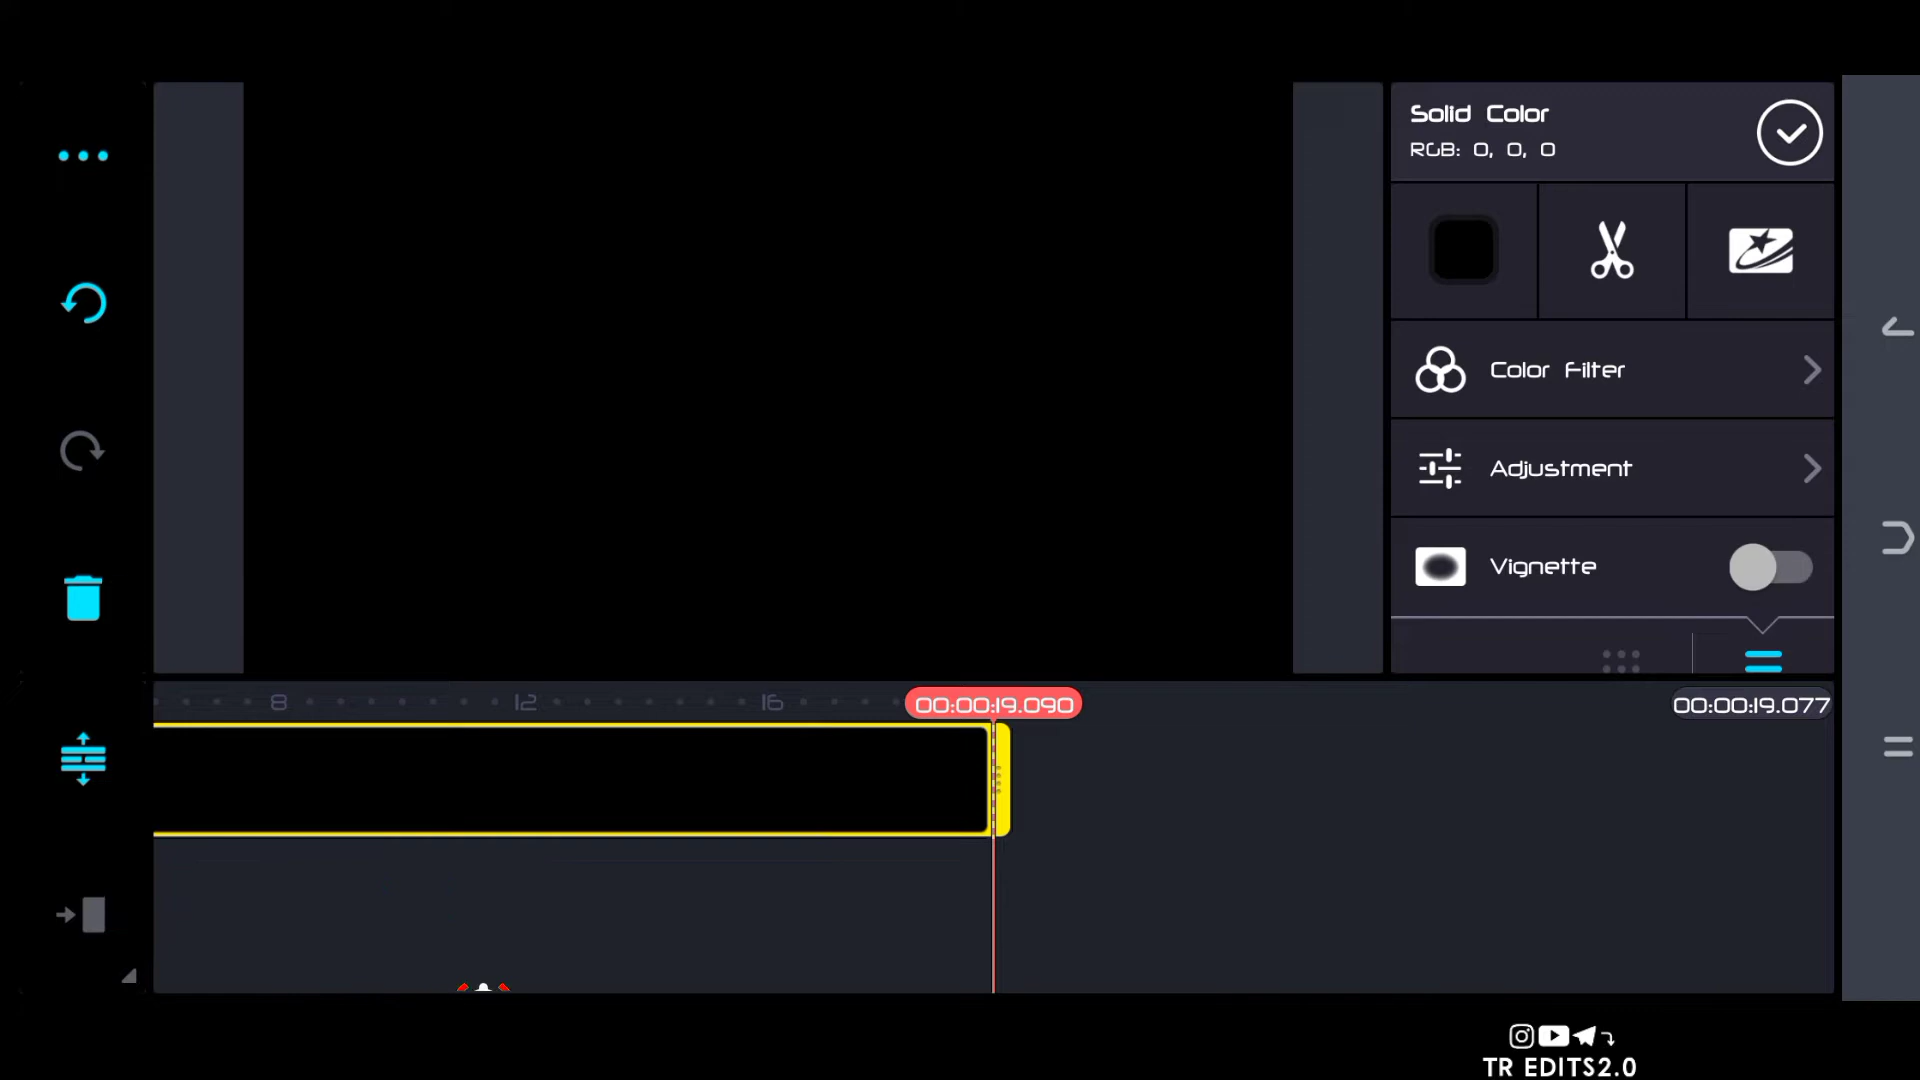 Solid Color
RGB: 0, 0, 0
Color Filter
Adjustment
Vignette
8 12 16 00:00:19.090 00:00:19.077
TR EDITS2.0